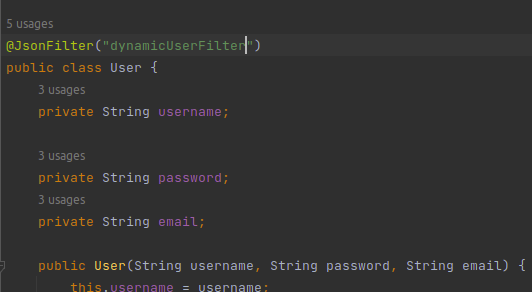 5 usages
@JsonFilter("dynamicUserFilter")
public class User {
3 usages
private String username;
3 usages
private String password;
3 usages
private String email;
public User(String username, String password, String email) {
this.username = username;